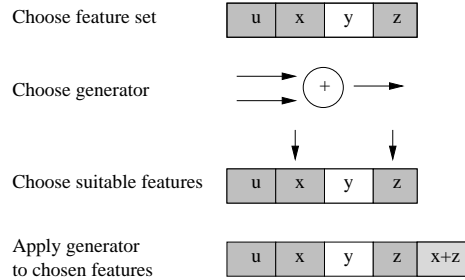 Choose feature set u x y z
Choose generator +
Choose suitable features u x y z
Apply generator
to chosen features u x y z x+z